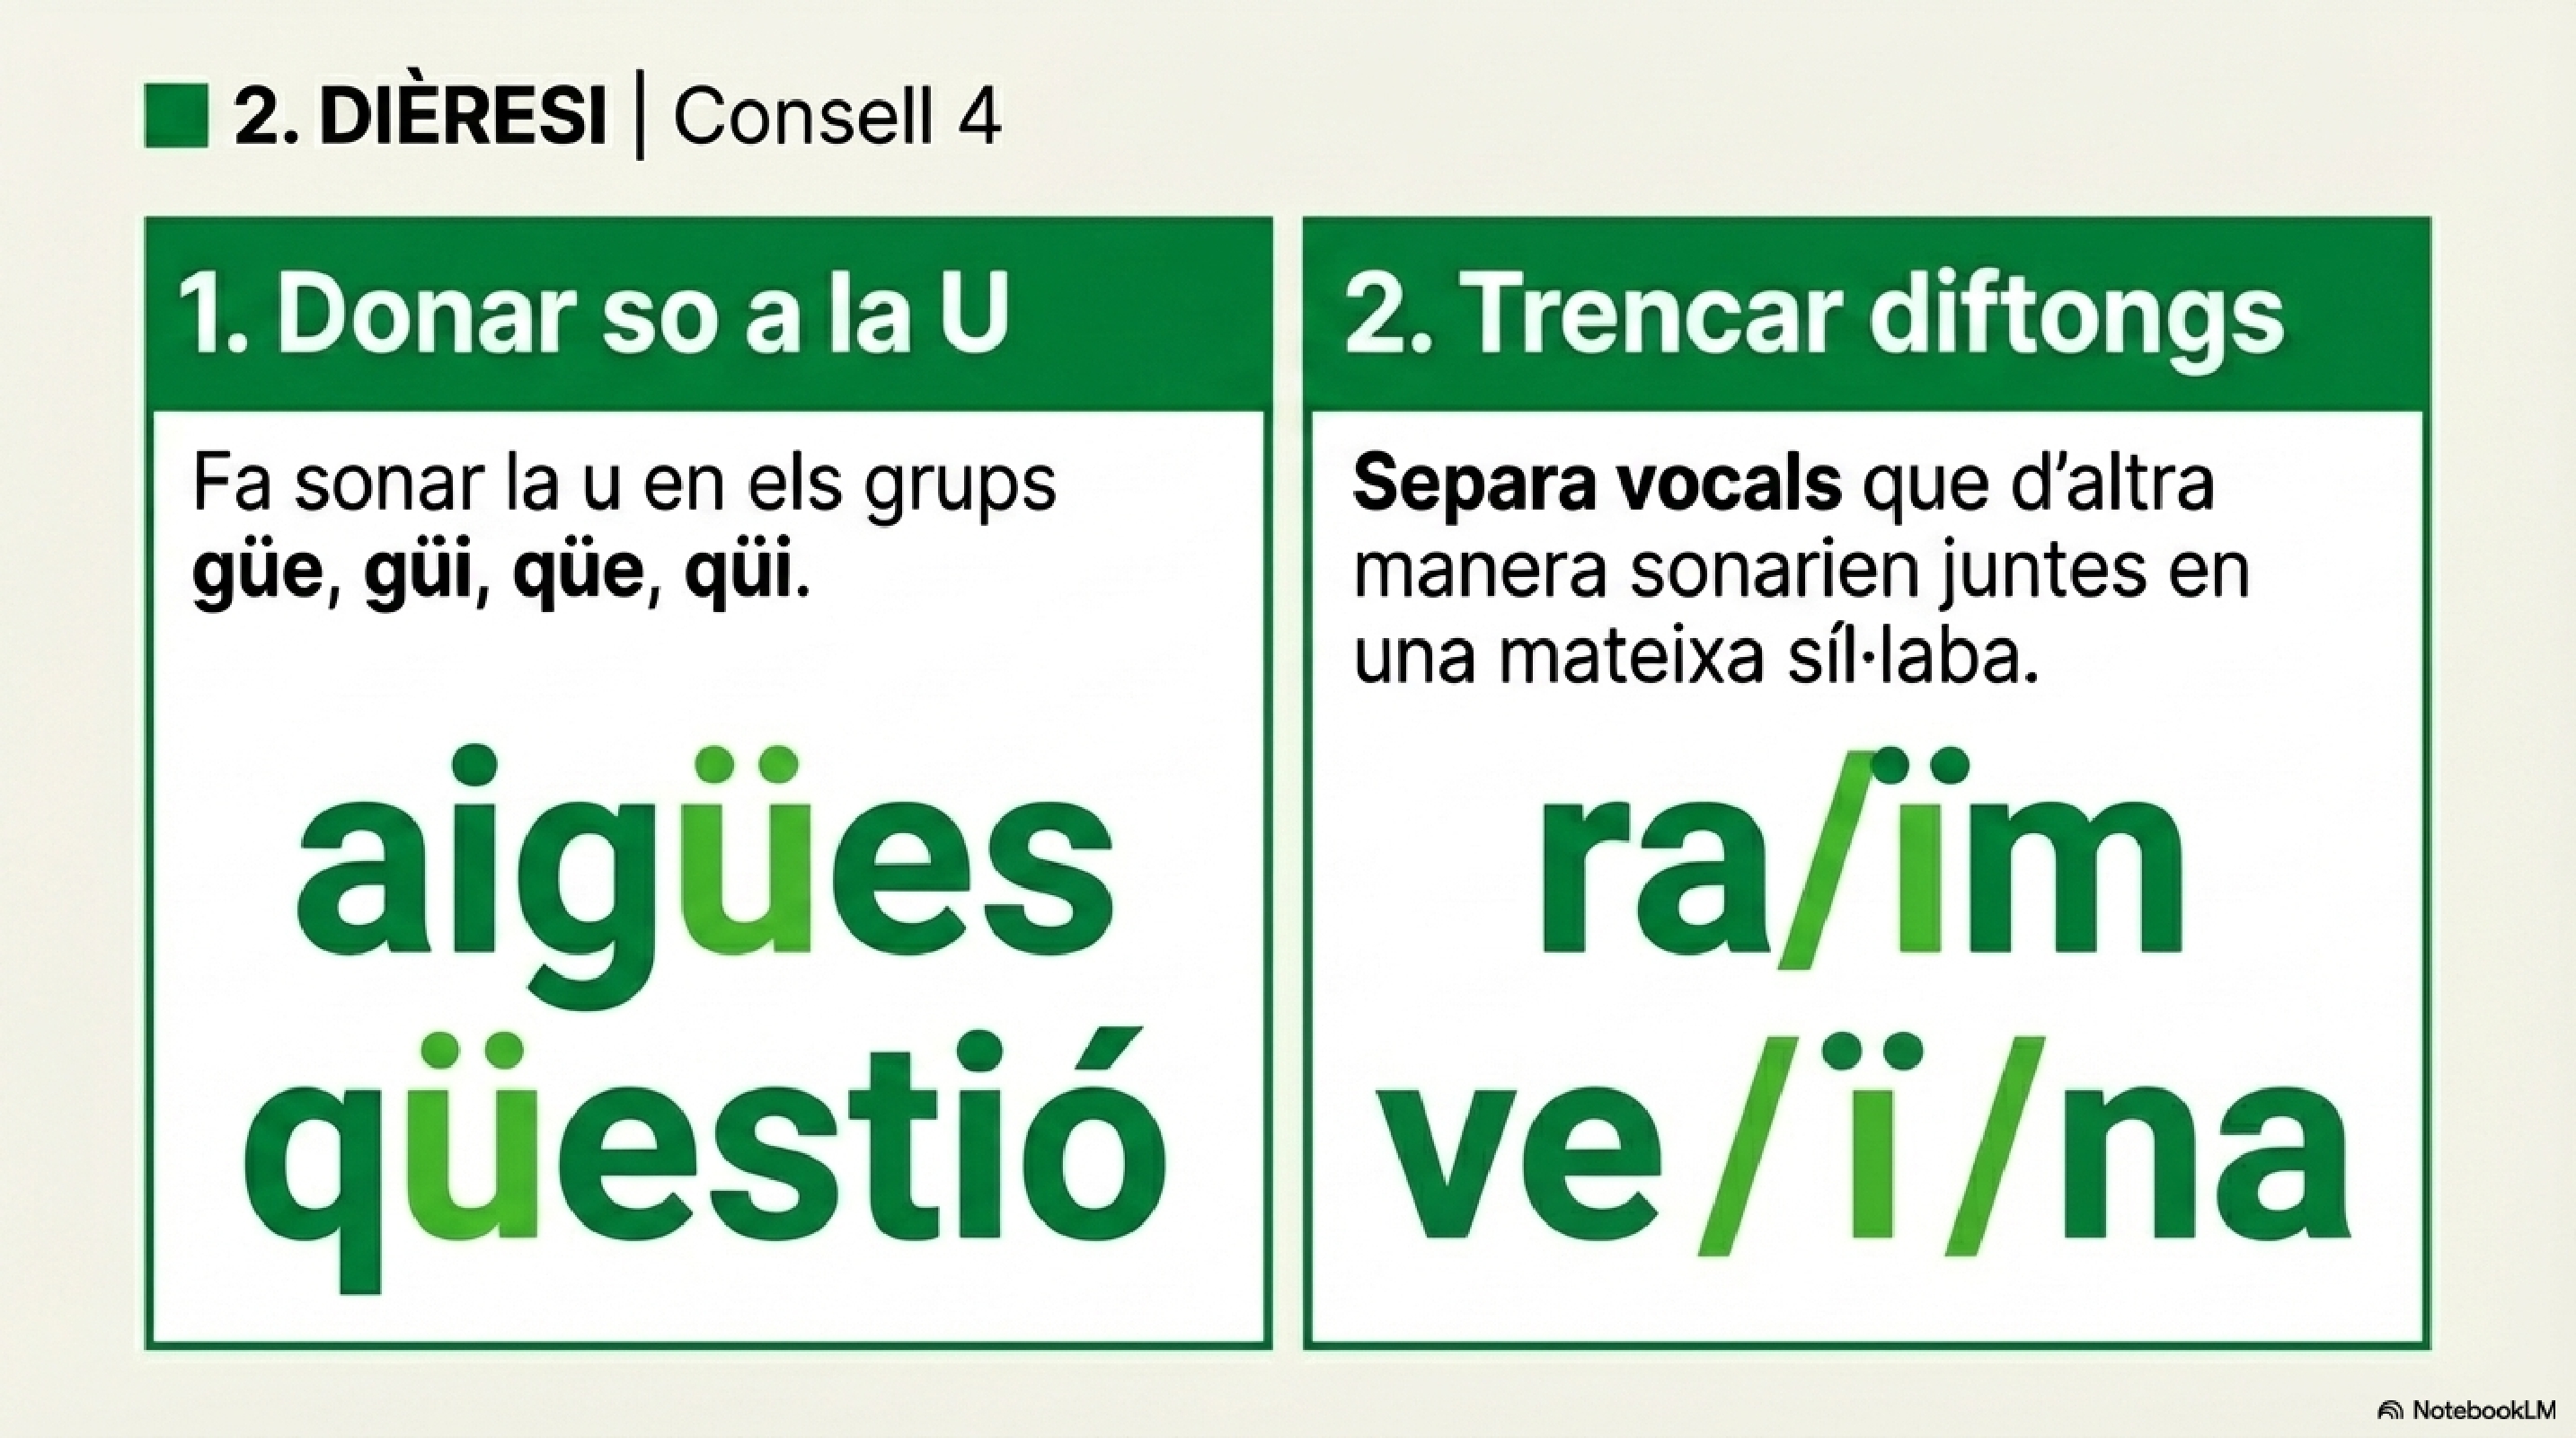 2. DIÈRESI | Consell 4
1. Donar so a la U
Fa sonar la u en els grups
güe, güi, qüe, qüi.
aigües
qüestió
2. Trencar diftongs
Separa vocals que d'altra
manera sonarien juntes en
una mateixa síl·laba.
ra/ïm
ve/ï/na
NotebookLM